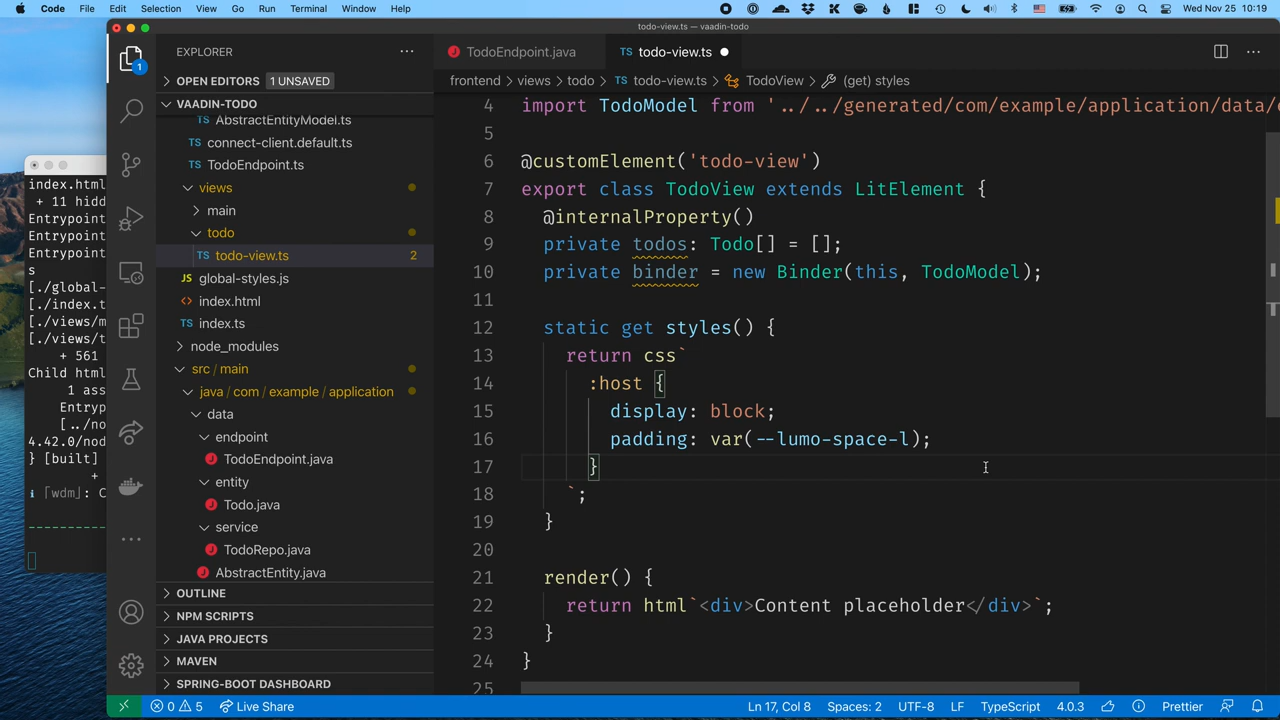 Code File Edit Selection View Go Run Terminal Window Help Wed Nov 25 10:19
todo-view.ts — vaadin-todo
EXPLORER
TodoEndpoint.java
TS todo-view.ts
OPEN EDITORS 1 UNSAVED
frontend › views › todo › TS todo-view.ts › TodoView › (get) styles
1
VAADIN-TODO
AbstractEntityModel.ts
TS connect-client.default.ts
TS TodoEndpoint.ts
views
main
todo
TS todo-view.ts 2
JS global-styles.js
<> index.html
TS index.ts
node_modules
src / main
java / com / example / application
data
endpoint
TodoEndpoint.java
entity
Todo.java
service
TodoRepo.java
AbstractEntity.java
OUTLINE
NPM SCRIPTS
JAVA PROJECTS
MAVEN
SPRING-BOOT DASHBOARD
index.html
+ 11 hidd
Entrypoint
Entrypoint
Entrypoint
s
[./global-
[./index.t
[./views/m
[./views/t
+ 561
Child html
1 ass
Entryp
[../no
4.42.0/nod
} [built]
+
ℹ ｢wdm｣: C
4 import TodoModel from '../../generated/com/example/application/data/
5
6 @customElement('todo-view')
7 export class TodoView extends LitElement {
8 @internalProperty()
9 private todos: Todo[] = [];
10 private binder = new Binder(this, TodoModel);
11
12 static get styles() {
13 return css`
14 :host {
15 display: block;
16 padding: var(--lumo-space-l);
17 }
18 `;
19 }
20
21 render() {
22 return html`<div>Content placeholder</div>`;
23 }
24 }
25
0 5 Live Share Ln 17, Col 8 Spaces: 2 UTF-8 LF TypeScript 4.0.3 Prettier